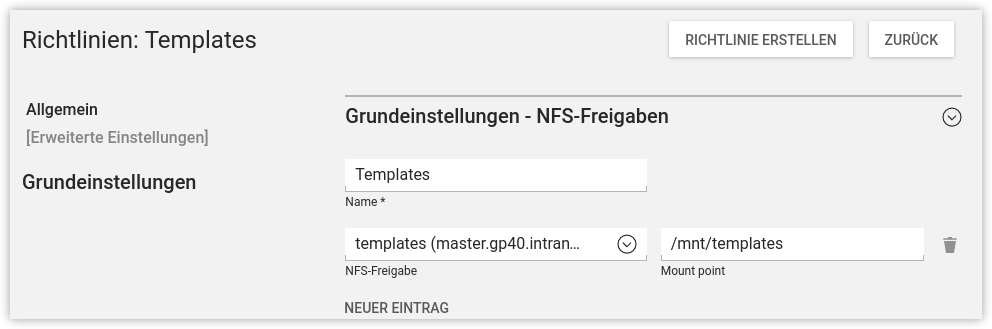 Richtlinien: Templates
RICHTLINIE ERSTELLEN
ZURÜCK
Allgemein
[Erweiterte Einstellungen]
Grundeinstellungen
Grundeinstellungen - NFS-Freigaben
Templates
Name *
templates (master.gp40.intran...
/mnt/templates
NFS-Freigabe
Mount point
NEUER EINTRAG